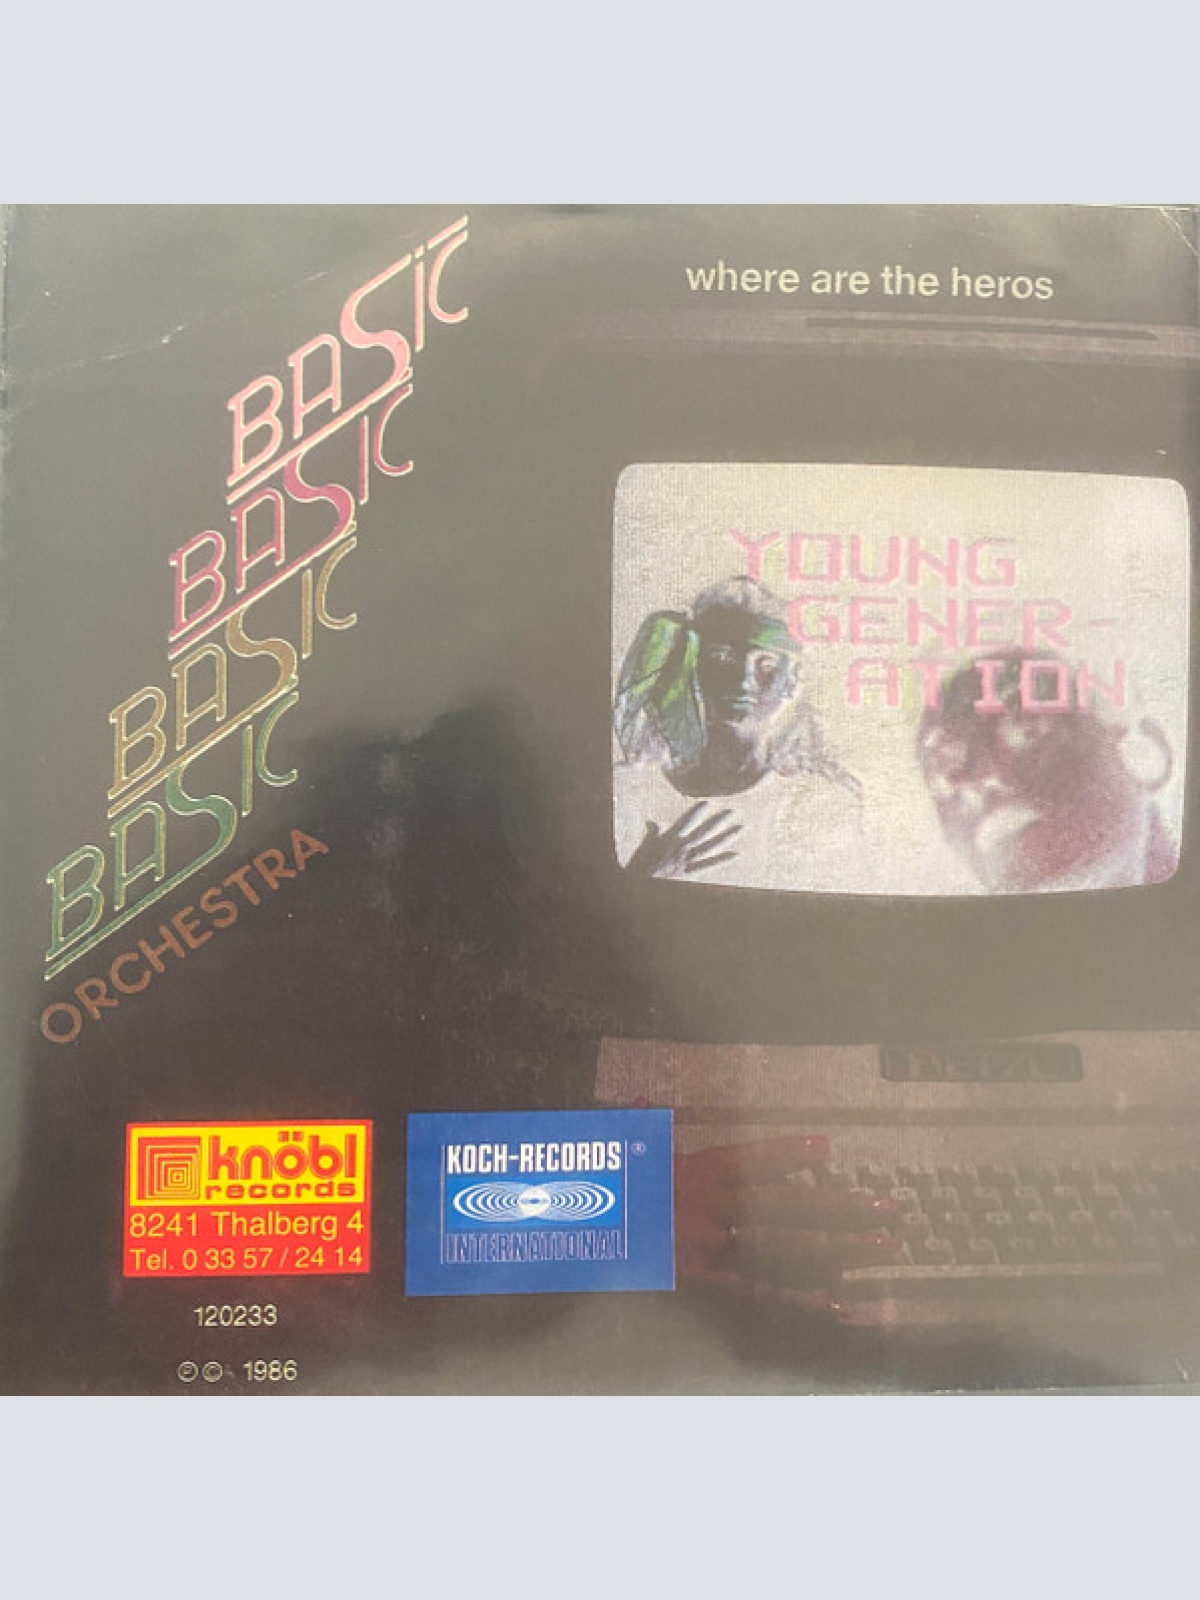 where are the heros
BASIC
BASIC
BASIC
BASIC
ORCHESTRA
YOUNG
GENER-
ATION
knöbl
records
8241 Thalberg 4
Tel. 0 33 57 / 24 14
KOCH-RECORDS ®
INTERNATIONAL
120233
℗ © 1986